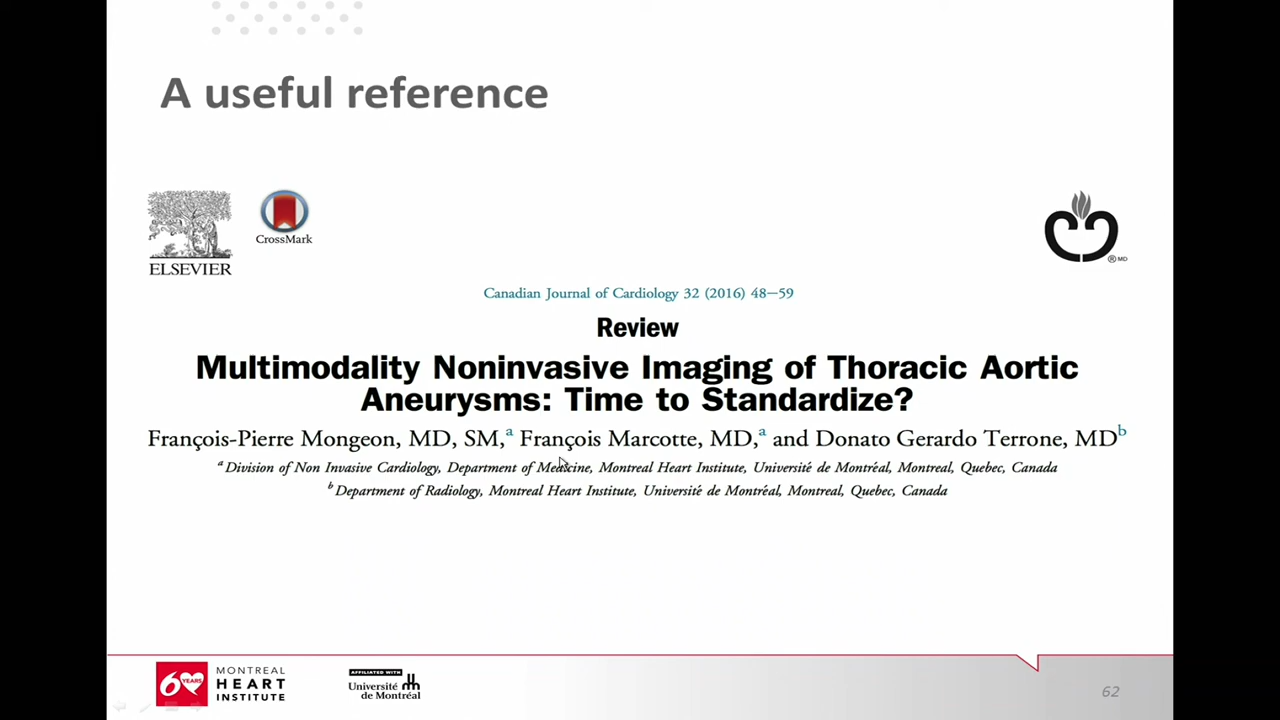 A useful reference
ELSEVIER
CrossMark
®MD
Canadian Journal of Cardiology 32 (2016) 48—59
Review
Multimodality Noninvasive Imaging of Thoracic Aortic
Aneurysms: Time to Standardize?
François-Pierre Mongeon, MD, SM,a François Marcotte, MD,a and Donato Gerardo Terrone, MDb
a Division of Non Invasive Cardiology, Department of Medicine, Montreal Heart Institute, Université de Montréal, Montreal, Quebec, Canada
b Department of Radiology, Montreal Heart Institute, Université de Montréal, Montreal, Quebec, Canada
60 YEARS
MONTREAL
HEART
INSTITUTE
AFFILIATED WITH
Université
de Montréal
62